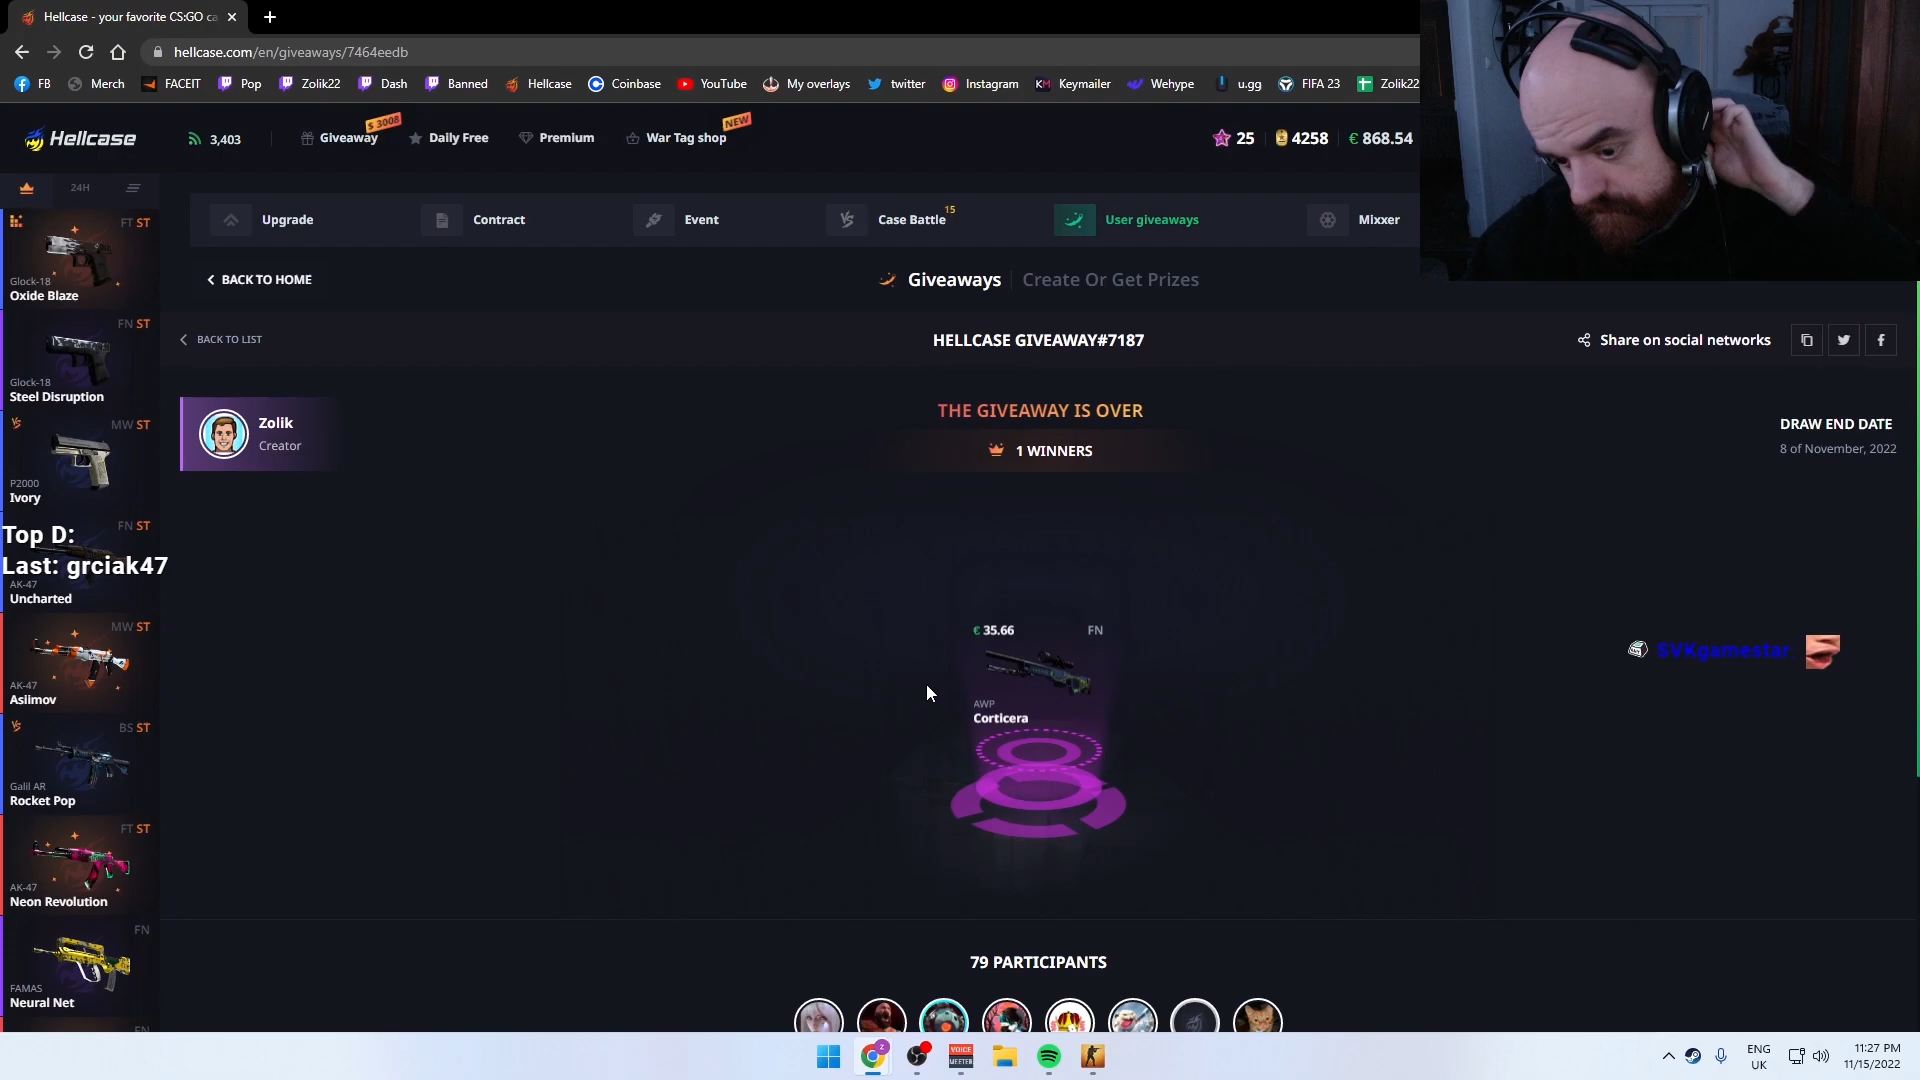 Hellcase - your favorite CS:GO ca
hellcase.com/en/giveaways/7464eedb
FB Merch FACEIT Pop Zolik22 Dash Banned Hellcase Coinbase YouTube My overlays twitter Instagram Keymailer Wehype u.gg FIFA 23 Zolik22
Hellcase 3,403 Giveaway $ 3008 Daily Free Premium War Tag shop NEW 25 4258 € 868.54
24H
Upgrade Contract Event Case Battle 15 User giveaways Mixxer
BACK TO HOME Giveaways Create Or Get Prizes
BACK TO LIST HELLCASE GIVEAWAY#7187 Share on social networks
Zolik
Creator
THE GIVEAWAY IS OVER
1 WINNERS
DRAW END DATE
8 of November, 2022
€ 35.66 FN
AWP
Corticera
79 PARTICIPANTS
FT ST
Glock-18
Oxide Blaze
FN ST
Glock-18
Steel Disruption
MW ST
P2000
Ivory
FN ST
Top D:
Last: grciak47
AK-47
Uncharted
MW ST
AK-47
Asiimov
BS ST
Galil AR
Rocket Pop
FT ST
AK-47
Neon Revolution
FN
FAMAS
Neural Net
FN
SVKgamestar
VOICE
MEETER
ENG
UK
11:27 PM
11/15/2022